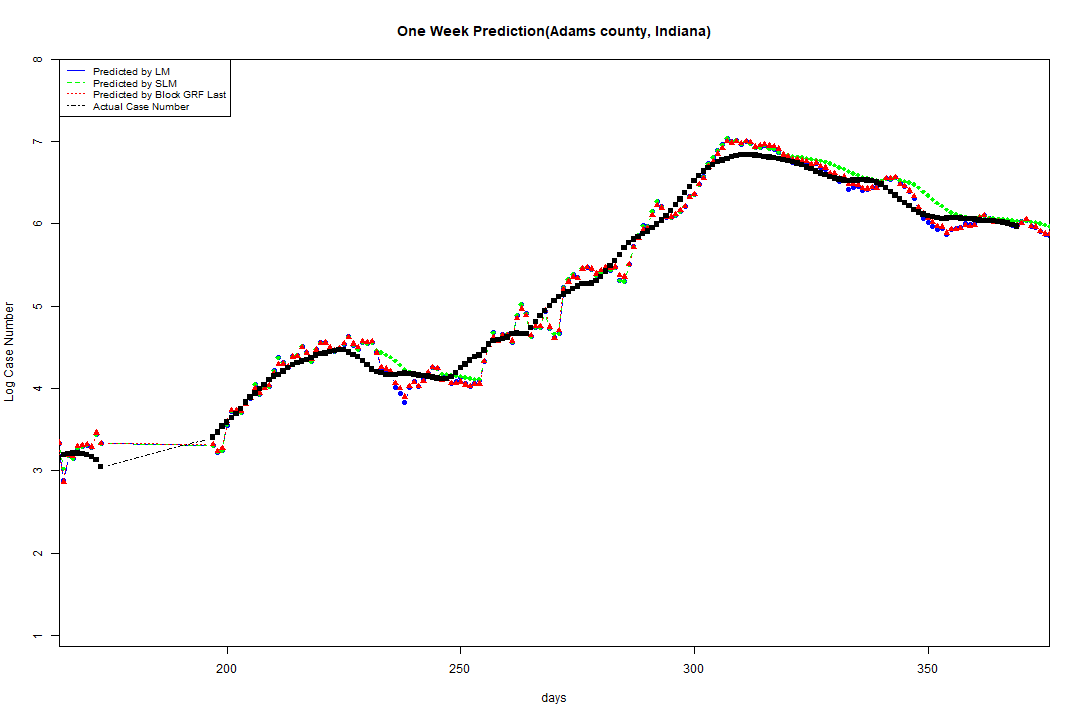 One Week Prediction(Adams county, Indiana)
Predicted by LM
Predicted by SLM
Predicted by Block GRF Last
Actual Case Number
8
7
6
5
4
3
2
1
Log Case Number
200 250 300 350
days